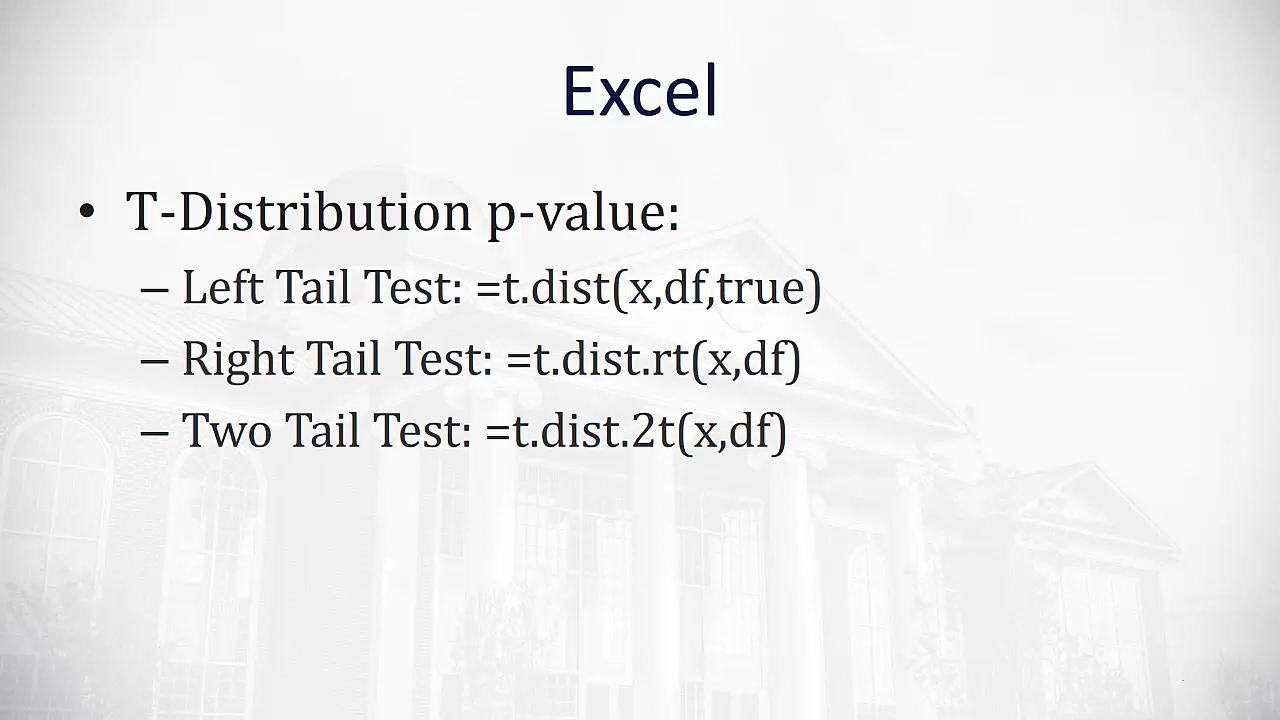 Excel
• T-Distribution p-value:
– Left Tail Test: =t.dist(x,df,true)
– Right Tail Test: =t.dist.rt(x,df)
– Two Tail Test: =t.dist.2t(x,df)